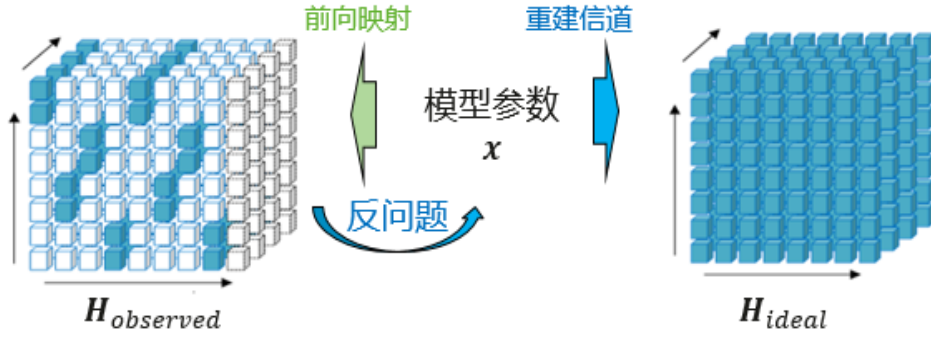 前向映射
重建信道
模型参数
x
反问题
H_observed
H_ideal